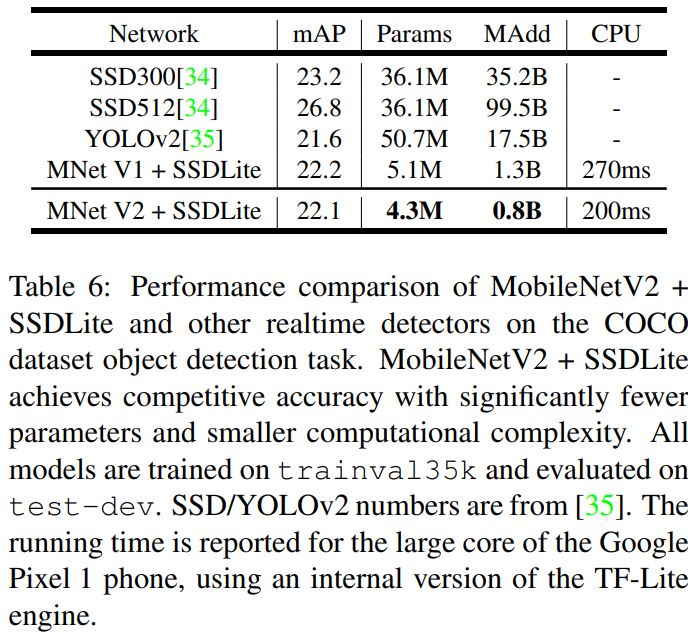 Network mAP Params MAdd CPU
SSD300[34] 23.2 36.1M 35.2B -
SSD512[34] 26.8 36.1M 99.5B -
YOLOv2[35] 21.6 50.7M 17.5B -
MNet V1 + SSDLite 22.2 5.1M 1.3B 270ms
MNet V2 + SSDLite 22.1 4.3M 0.8B 200ms
Table 6: Performance comparison of MobileNetV2 +
SSDLite and other realtime detectors on the COCO
dataset object detection task. MobileNetV2 + SSDLite
achieves competitive accuracy with significantly fewer
parameters and smaller computational complexity. All
models are trained on trainval35k and evaluated on
test-dev. SSD/YOLOv2 numbers are from [35]. The
running time is reported for the large core of the Google
Pixel 1 phone, using an internal version of the TF-Lite
engine.